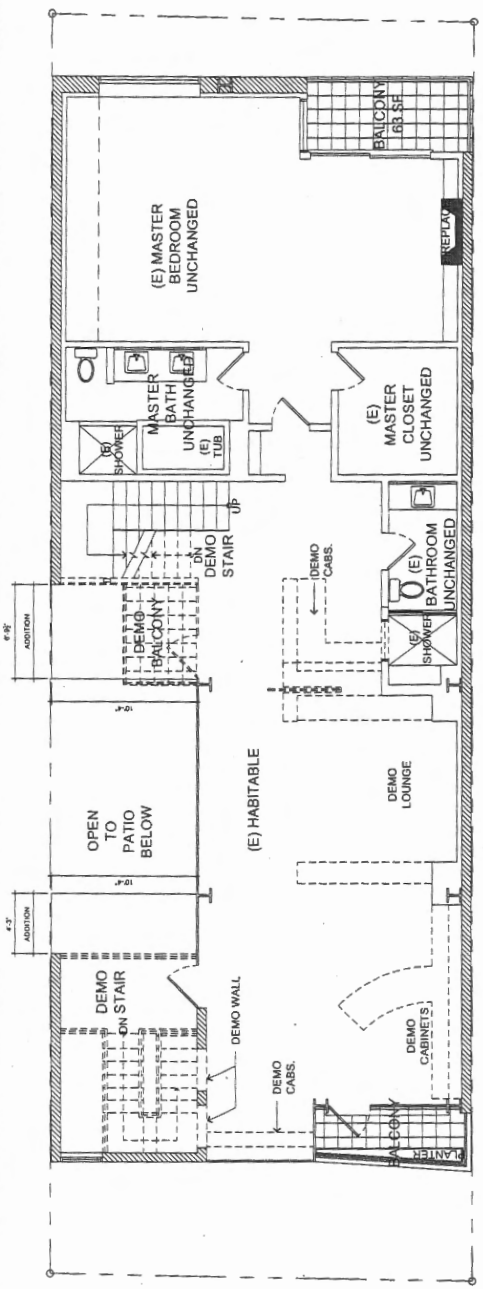 BALCONY
63 SF
(E) MASTER
BEDROOM
UNCHANGED
MASTER
BATH
UNCHANGED
(E)
SHOWER
(E)
TUB
(E)
MASTER
CLOSET
UNCHANGED
UP
DN
DEMO
STAIR
DEMO
CABS.
(E)
BATHROOM
UNCHANGED
(E)
SHOWER
ADDITION
DEMO
BALCONY
10'-4"
OPEN
TO
PATIO
BELOW
10'-4"
(E) HABITABLE
DEMO
LOUNGE
4'-3"
ADDITION
DEMO
STAIR
DN
DEMO WALL
DEMO
CABS.
DEMO
CABINETS
BALCONY
PLANTER